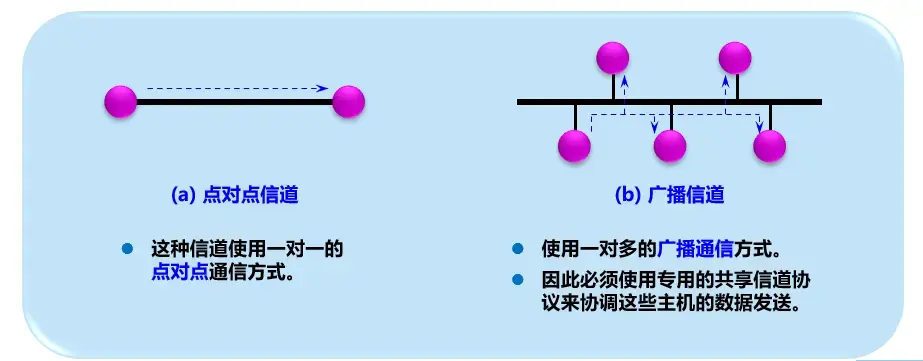 (a) 点对点信道
这种信道使用一对一的
点对点通信方式。
(b) 广播信道
使用一对多的广播通信方式。
因此必须使用专用的共享信道协
议来协调这些主机的数据发送。